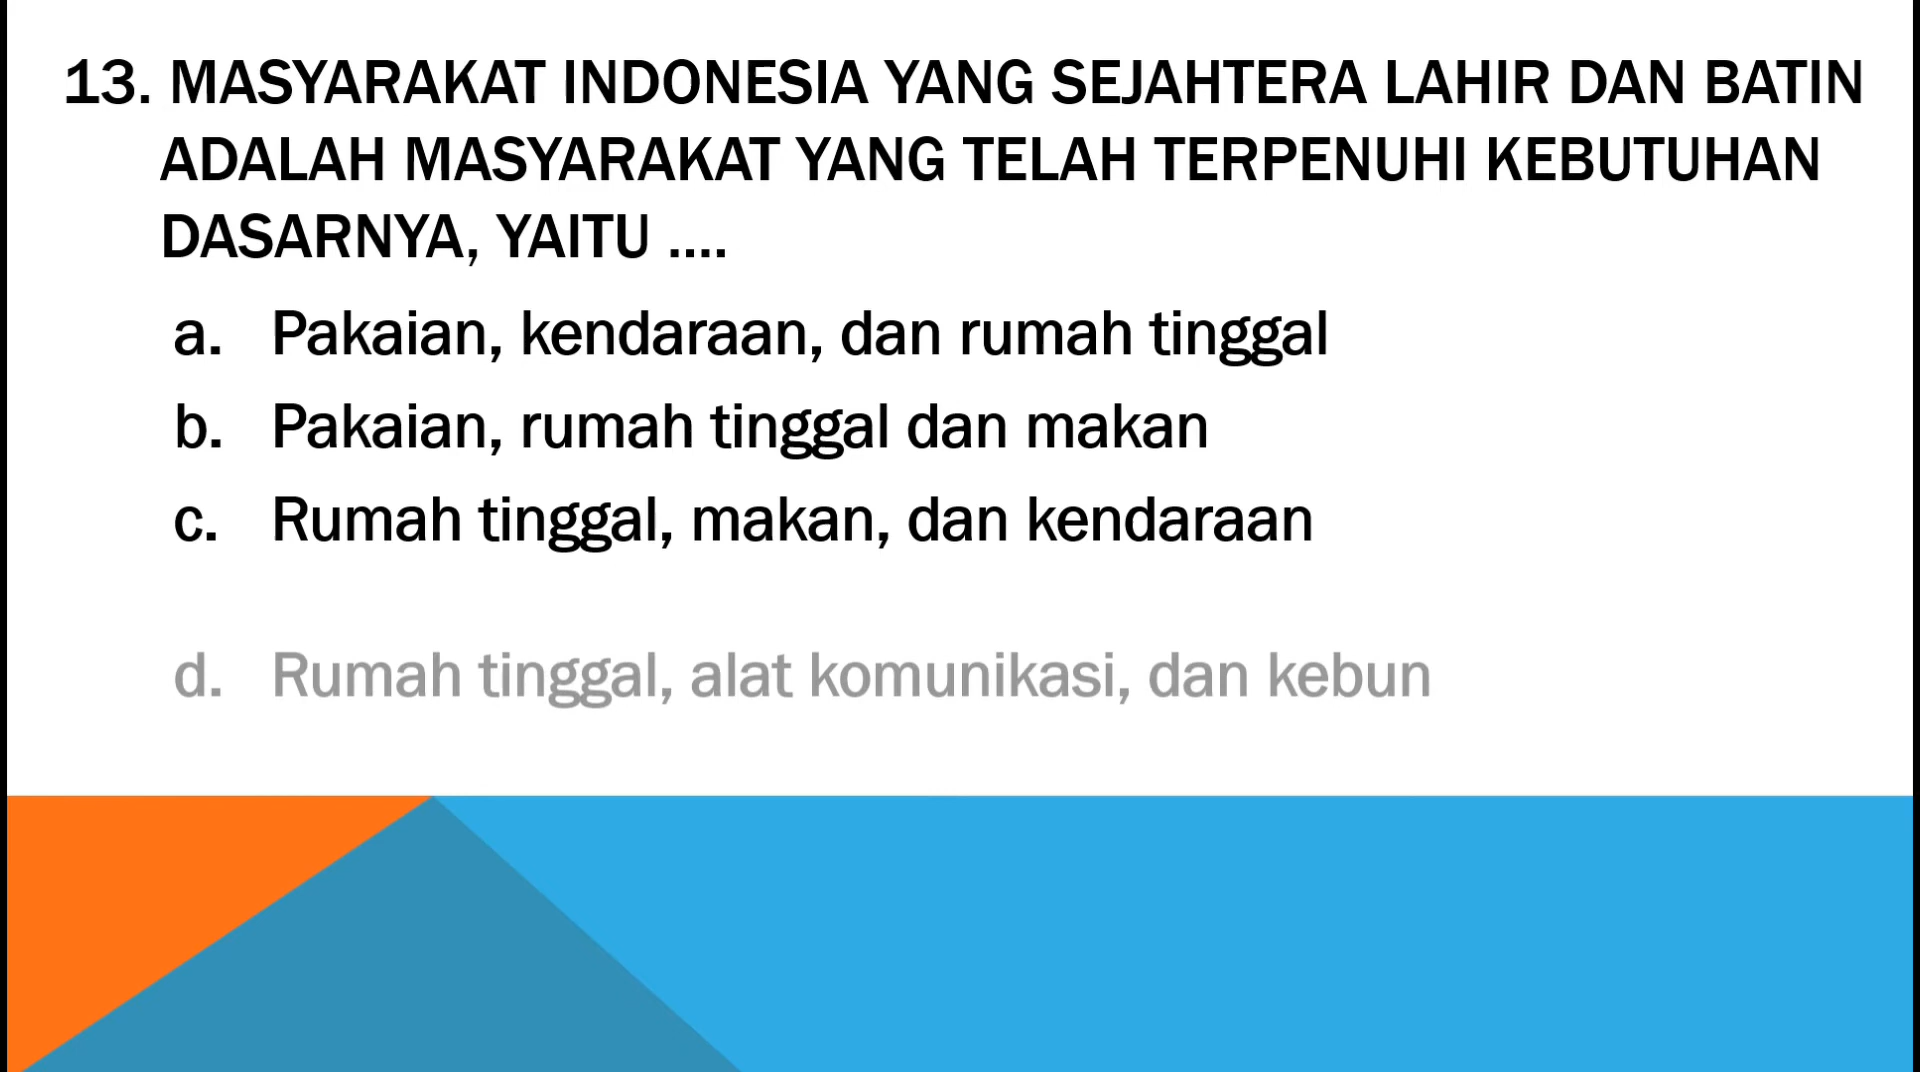 13. MASYARAKAT INDONESIA YANG SEJAHTERA LAHIR DAN BATIN
ADALAH MASYARAKAT YANG TELAH TERPENUHI KEBUTUHAN
DASARNYA, YAITU ....
a. Pakaian, kendaraan, dan rumah tinggal
b. Pakaian, rumah tinggal dan makan
c. Rumah tinggal, makan, dan kendaraan
d. Rumah tinggal, alat komunikasi, dan kebun